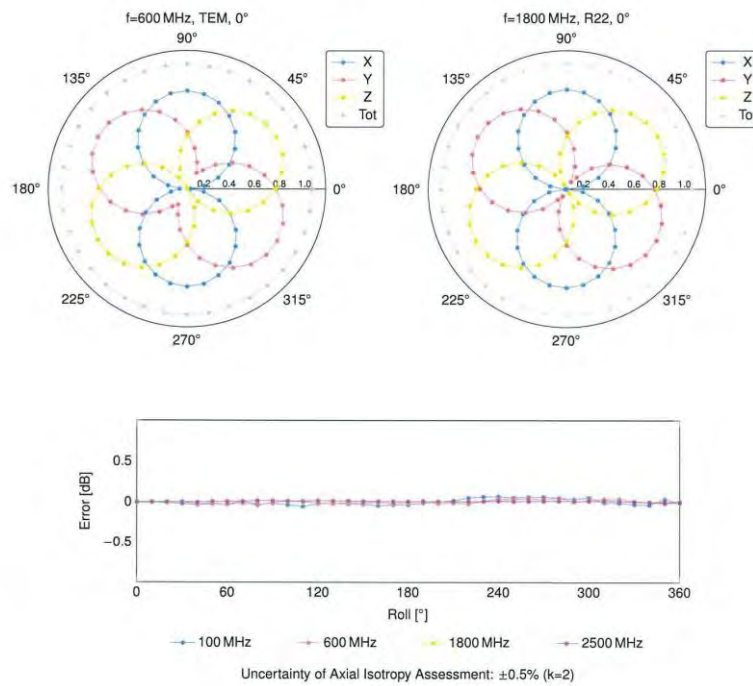 f=600 MHz, TEM, 0°
90°
135°
45°
X
Y
Z
Tot
180°
0.2 0.4 0.6 0.8 1.0
0°
225°
315°
270°
f=1800 MHz, R22, 0°
90°
135°
45°
X
Y
Z
Tot
180°
0.2 0.4 0.6 0.8 1.0
0°
225°
315°
270°
Error [dB]
0.5
0
−0.5
0 60 120 180 240 300 360
Roll [°]
100 MHz 600 MHz 1800 MHz 2500 MHz
Uncertainty of Axial Isotropy Assessment: ±0.5% (k=2)